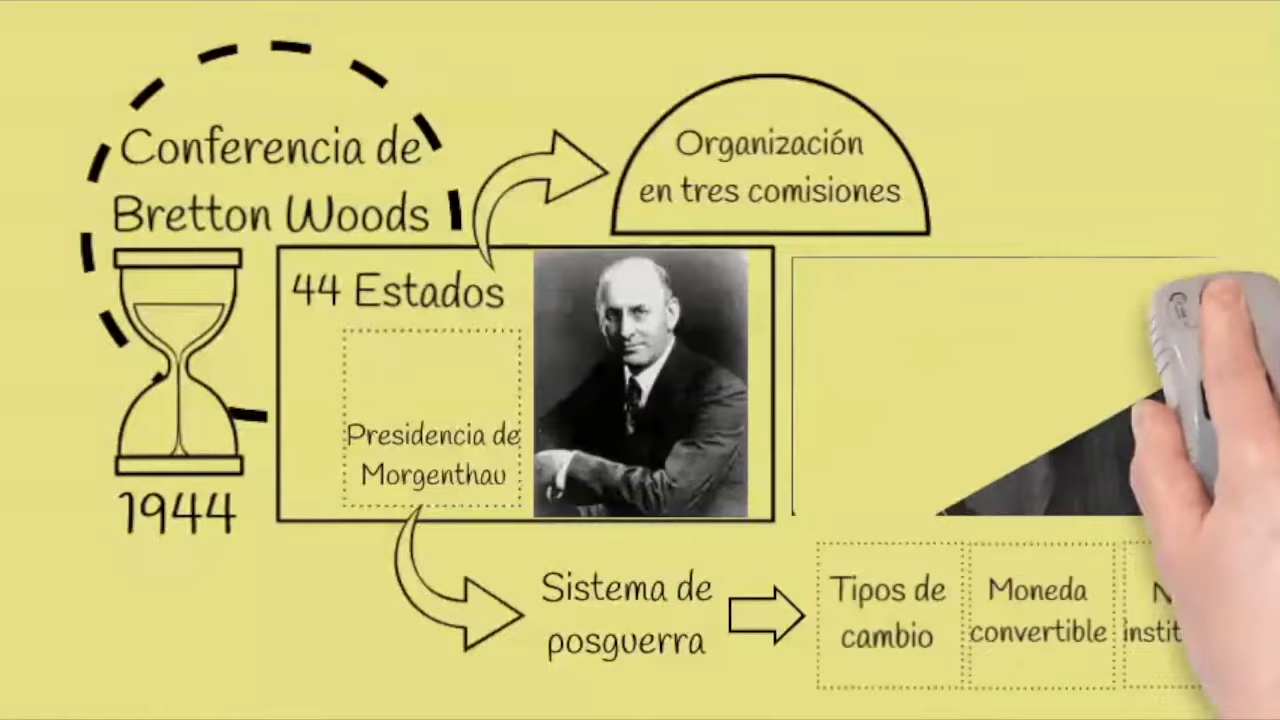 Conferencia de
Bretton Woods
1944
44 Estados
Presidencia de
Morgenthau
Organización
en tres comisiones
Sistema de
posguerra
Tipos de
cambio
Moneda
convertible